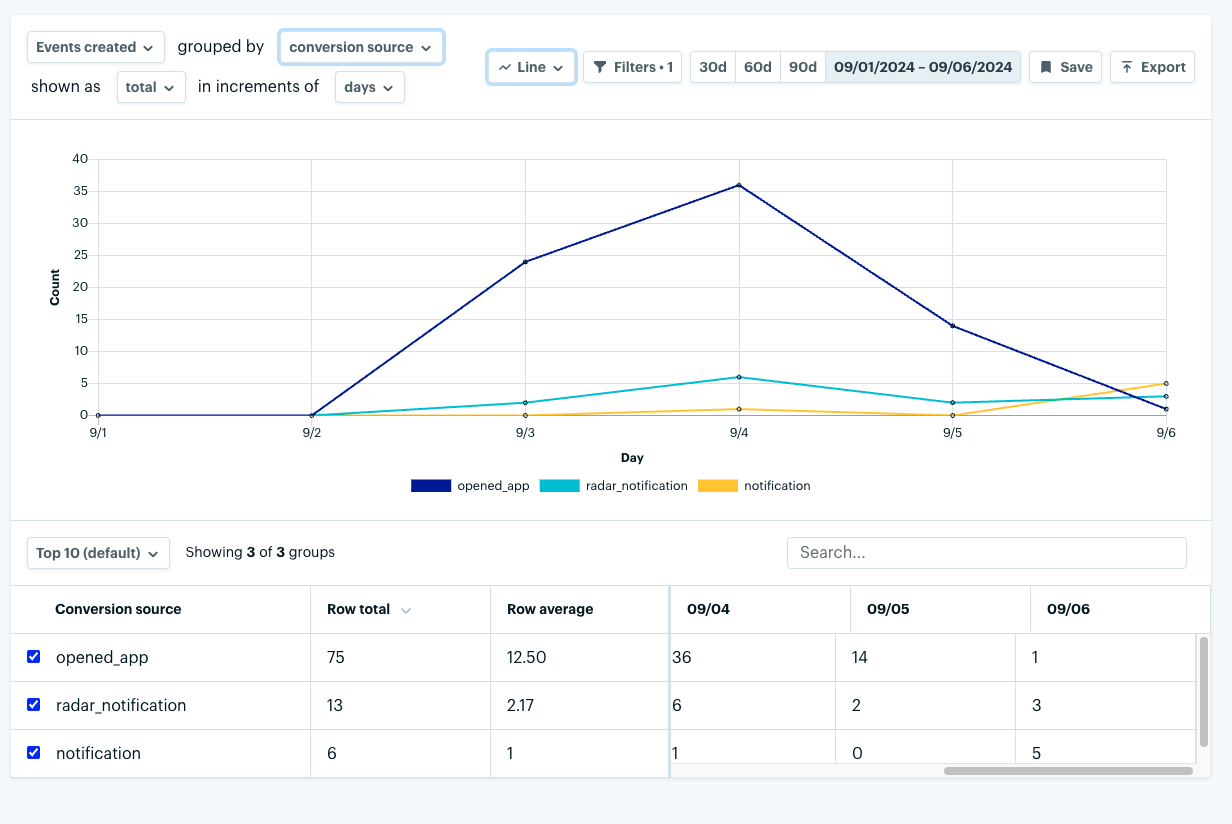 Events created grouped by conversion source
shown as total in increments of days
Line Filters • 1 30d 60d 90d 09/01/2024 – 09/06/2024 Save Export
40
35
30
25
20
15
10
5
0
Count
9/1 9/2 9/3 9/4 9/5 9/6
Day
opened_app radar_notification notification
Top 10 (default) Showing 3 of 3 groups Search...
Conversion source Row total Row average 09/04 09/05 09/06
opened_app 75 12.50 36 14 1
radar_notification 13 2.17 6 2 3
notification 6 1 1 0 5